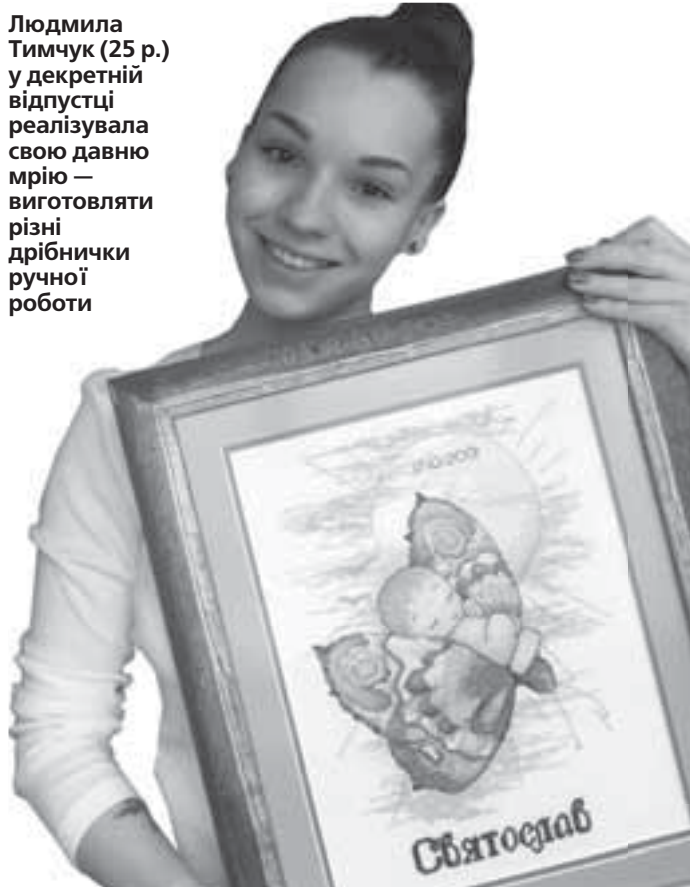 Людмила
Тимчук (25 р.)
у декретній
відпустці
реалізувала
свою давню
мрію —
виготовляти
різні
дрібнички
ручної
роботи
Святослав